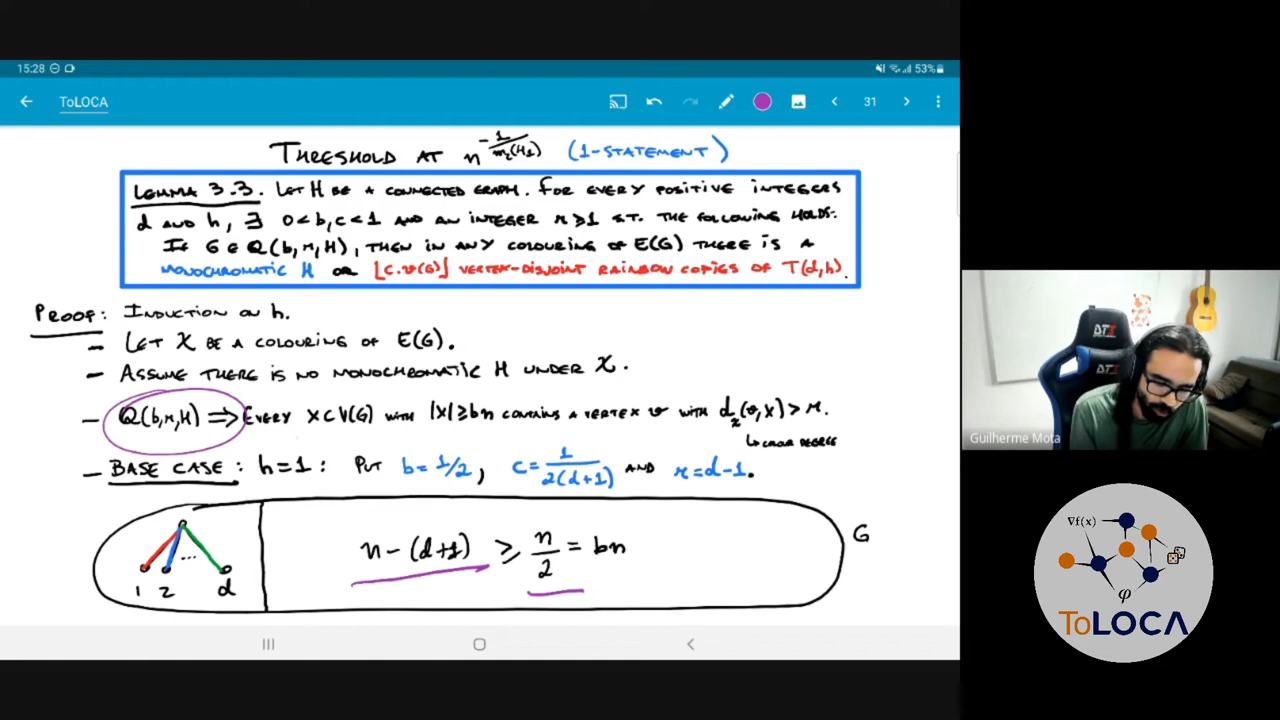 15:28
53%
ToLOCA
31
THRESHOLD AT n^{-1/m_2(H_1)} (1-STATEMENT)
LEMMA 3.3. LET H BE A CONNECTED GRAPH. FOR EVERY POSITIVE INTEGERS
d AND h, ∃ 0<b,c<1 AND AN INTEGER r≥1 S.T. THE FOLLOWING HOLDS:
IF G ∈ Q(b,r,H), THEN IN ANY COLOURING OF E(G) THERE IS A
MONOCHROMATIC H OR ⌊c.v(G)⌋ VERTEX-DISJOINT RAINBOW COPIES OF T(d,h).
PROOF: INDUCTION ON h.
— LET χ BE A COLOURING OF E(G).
— ASSUME THERE IS NO MONOCHROMATIC H UNDER χ.
— Q(b,r,H) ⇒ EVERY X⊂V(G) WITH |X|≥bn CONTAINS A VERTEX v WITH d_χ(v,X)>r.
↳COLOR DEGREE
— BASE CASE: h=1: PUT b=1/2, c=1/2(d+1) AND r=d-1.
n-(d+1) ≥ n/2 = bn
G
...
1 2 d
Guilherme Mota
∇f(x)
φ
ToLOCA